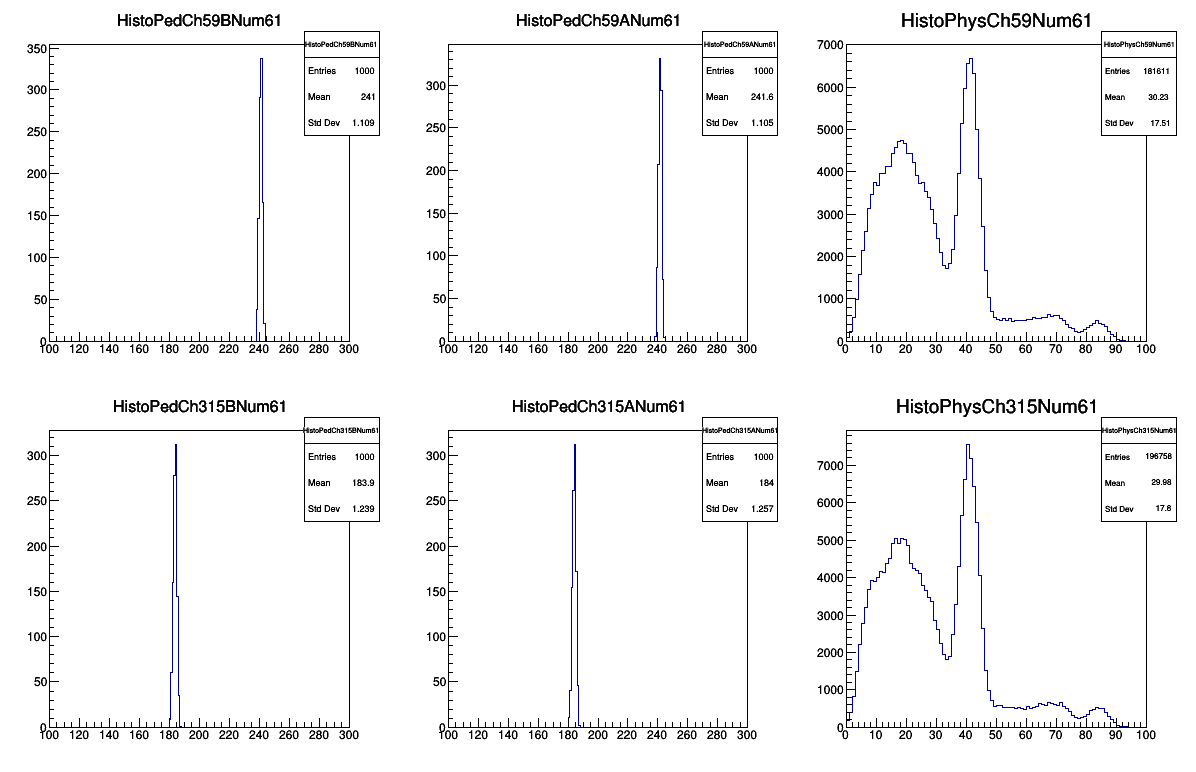 HistoPedCh59BNum61
HistoPedCh59BNum61
Entries 1000
Mean 241
Std Dev 1.109
350
300
250
200
150
100
50
0
100 120 140 160 180 200 220 240 260 280 300
HistoPedCh59ANum61
HistoPedCh59ANum61
Entries 1000
Mean 241.6
Std Dev 1.105
300
250
200
150
100
50
0
100 120 140 160 180 200 220 240 260 280 300
HistoPhysCh59Num61
HistoPhysCh59Num61
Entries 181611
Mean 30.23
Std Dev 17.51
7000
6000
5000
4000
3000
2000
1000
0
0 10 20 30 40 50 60 70 80 90 100
HistoPedCh315BNum61
HistoPedCh315BNum61
Entries 1000
Mean 183.9
Std Dev 1.239
300
250
200
150
100
50
0
100 120 140 160 180 200 220 240 260 280 300
HistoPedCh315ANum61
HistoPedCh315ANum61
Entries 1000
Mean 184
Std Dev 1.257
300
250
200
150
100
50
0
100 120 140 160 180 200 220 240 260 280 300
HistoPhysCh315Num61
HistoPhysCh315Num61
Entries 196758
Mean 29.98
Std Dev 17.8
7000
6000
5000
4000
3000
2000
1000
0
0 10 20 30 40 50 60 70 80 90 100